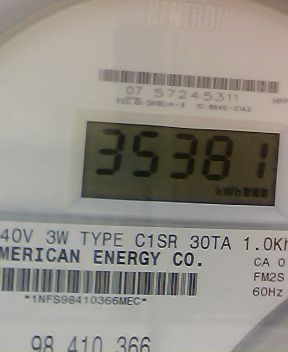 CENTRON
07 57245311
35381
kWh
40V 3W TYPE C1SR 30TA 1.0Kh
MERICAN ENERGY CO.
CA 0
FM2S
*1NFS98410366MEC*
60Hz
98 410 366